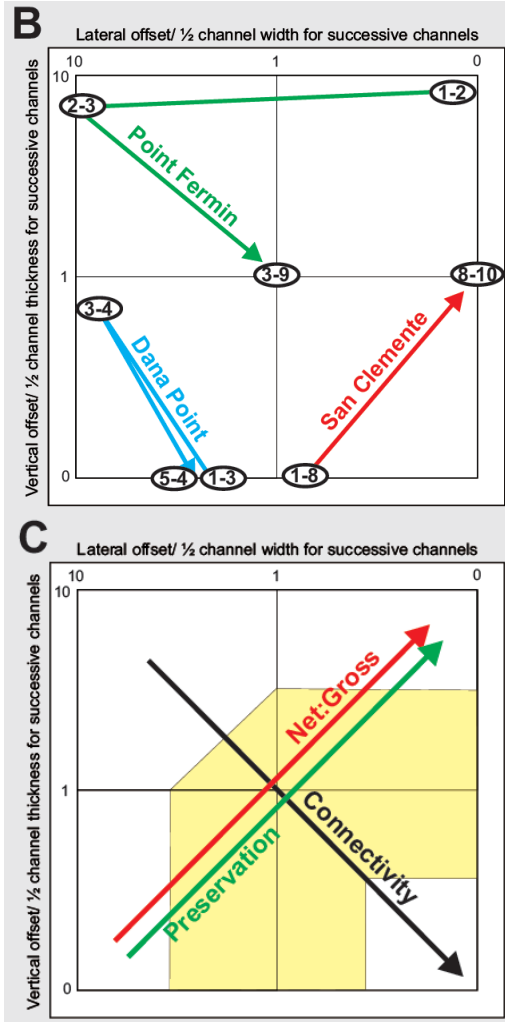 B
Lateral offset/ ½ channel width for successive channels
10 1 0
Vertical offset/ ½ channel thickness for successive channels
10
1
0
2-3
1-2
Point Fermin
3-9
8-10
3-4
Dana Point
San Clemente
5-4
1-3
1-8
C
Lateral offset/ ½ channel width for successive channels
10 1 0
Vertical offset/ ½ channel thickness for successive channels
10
1
0
Net:Gross
Connectivity
Preservation